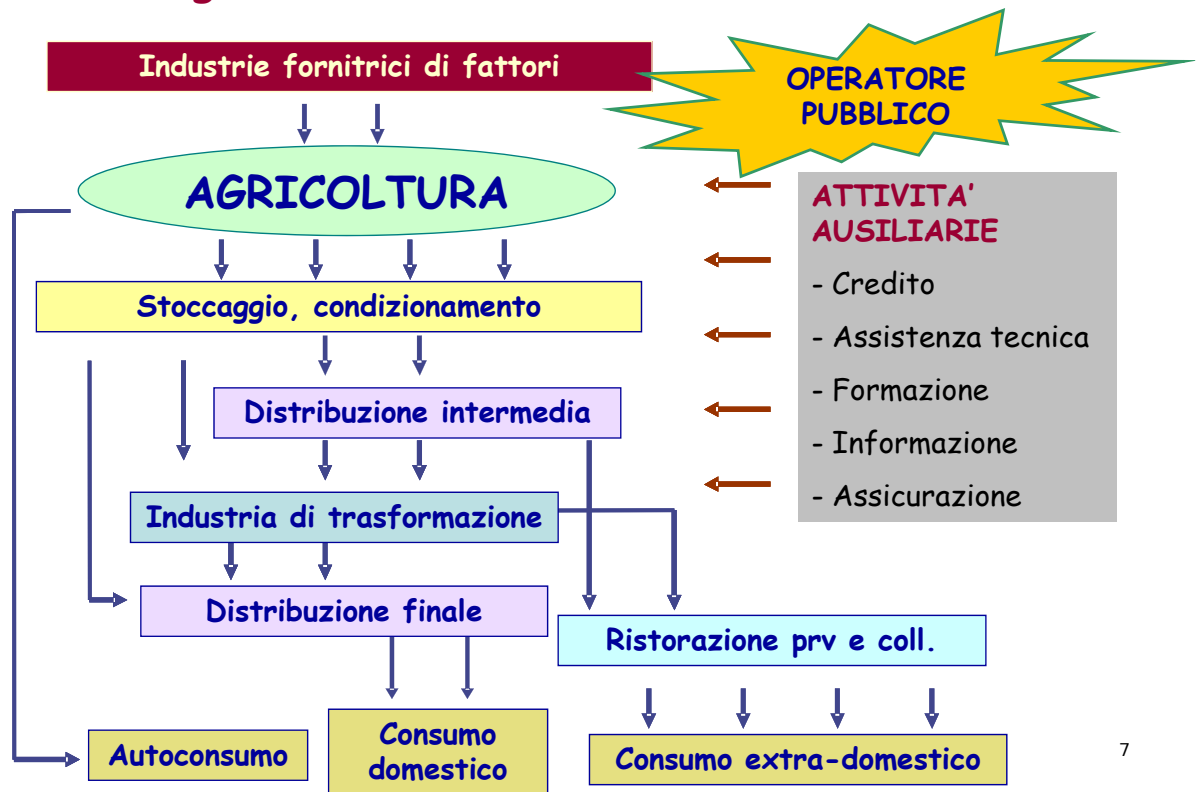 Industrie fornitrici di fattori
OPERATORE
PUBBLICO
AGRICOLTURA
ATTIVITA'
AUSILIARIE
- Credito
- Assistenza tecnica
- Formazione
- Informazione
- Assicurazione
Stoccaggio, condizionamento
Distribuzione intermedia
Industria di trasformazione
Distribuzione finale
Ristorazione prv e coll.
Autoconsumo
Consumo
domestico
Consumo extra-domestico
7